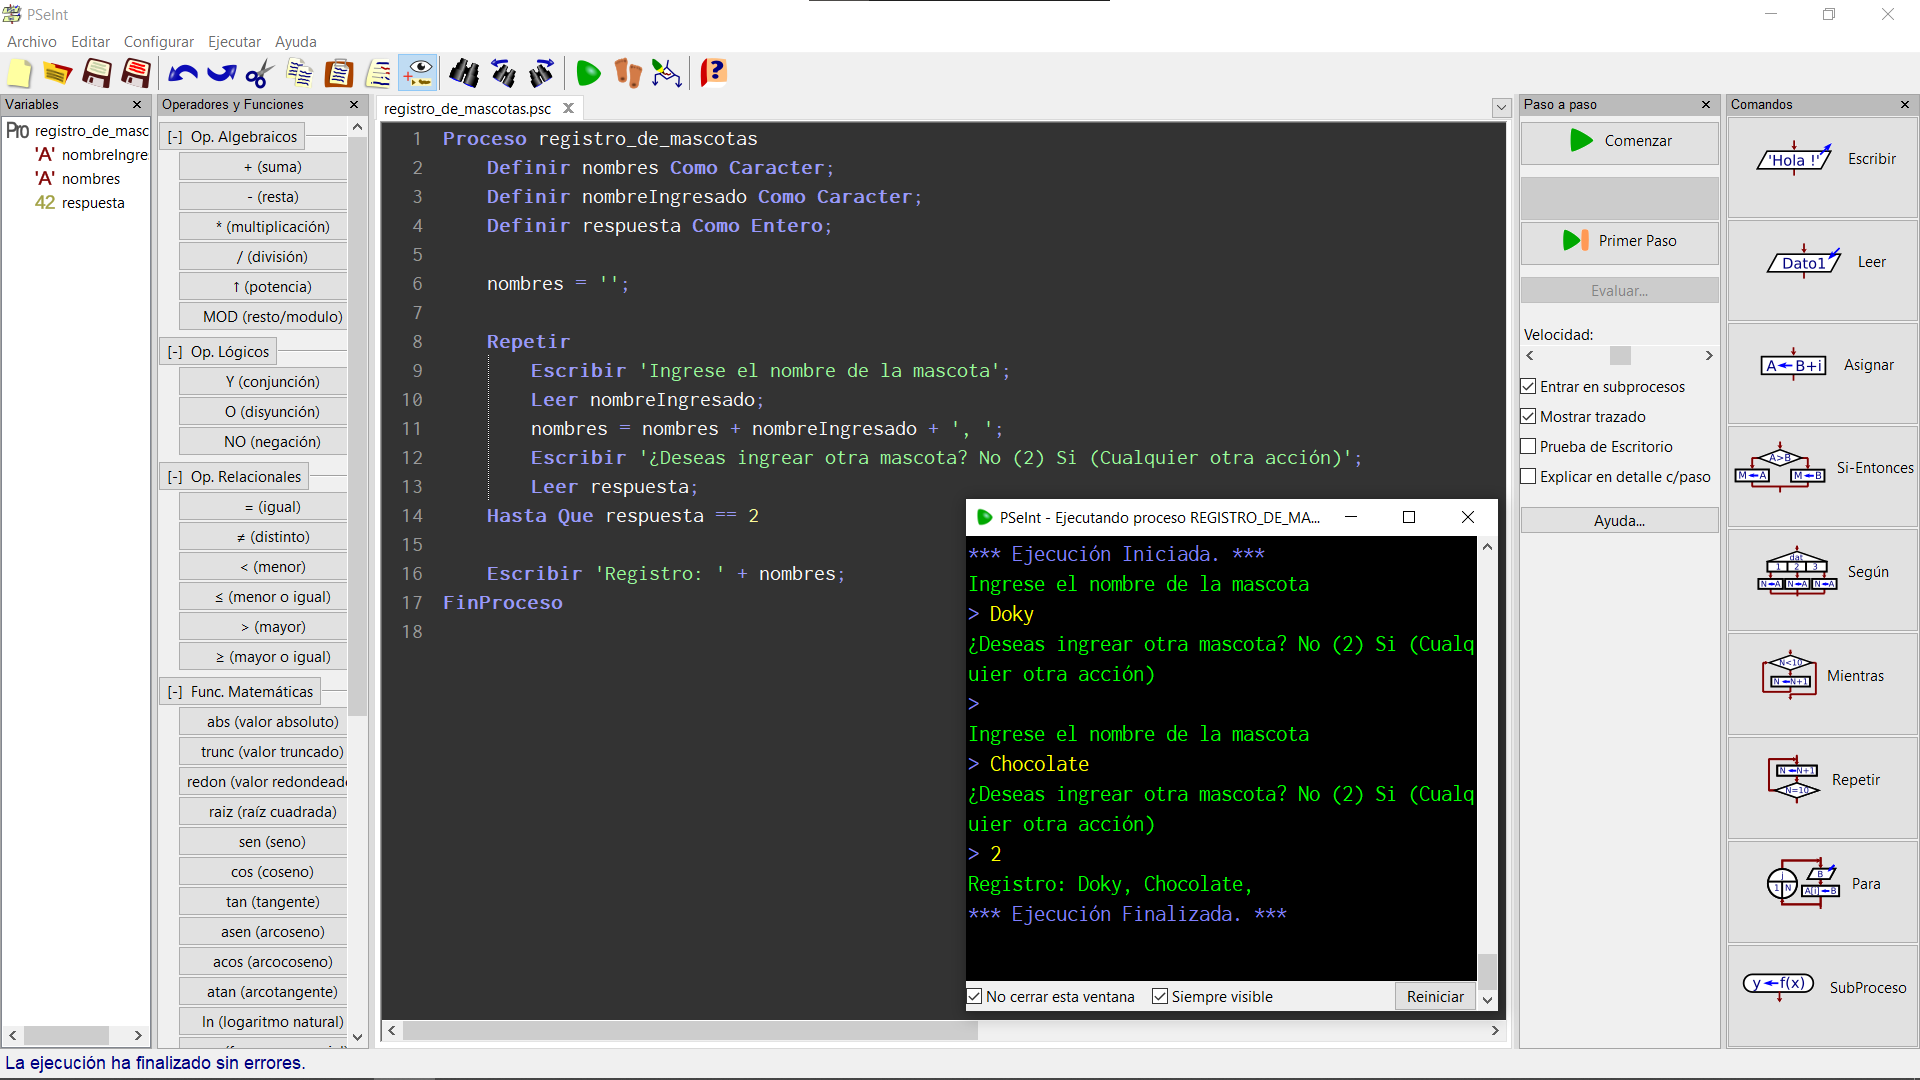 PSeInt
Archivo Editar Configurar Ejecutar Ayuda
Variables
registro_de_masc
'A' nombreIngre
'A' nombres
42 respuesta
Operadores y Funciones
[-] Op. Algebraicos
+ (suma)
- (resta)
* (multiplicación)
/ (división)
↑ (potencia)
MOD (resto/modulo)
[-] Op. Lógicos
Y (conjunción)
O (disyunción)
NO (negación)
[-] Op. Relacionales
= (igual)
≠ (distinto)
< (menor)
≤ (menor o igual)
> (mayor)
≥ (mayor o igual)
[-] Func. Matemáticas
abs (valor absoluto)
trunc (valor truncado)
redon (valor redondeado
raiz (raíz cuadrada)
sen (seno)
cos (coseno)
tan (tangente)
asen (arcoseno)
acos (arcocoseno)
atan (arcotangente)
ln (logaritmo natural)
registro_de_mascotas.psc
1 Proceso registro_de_mascotas
2 Definir nombres Como Caracter;
3 Definir nombreIngresado Como Caracter;
4 Definir respuesta Como Entero;
5
6 nombres = '';
7
8 Repetir
9 Escribir 'Ingrese el nombre de la mascota';
10 Leer nombreIngresado;
11 nombres = nombres + nombreIngresado + ', ';
12 Escribir '¿Deseas ingrear otra mascota? No (2) Si (Cualquier otra acción)';
13 Leer respuesta;
14 Hasta Que respuesta == 2
15
16 Escribir 'Registro: ' + nombres;
17 FinProceso
18
PSeInt - Ejecutando proceso REGISTRO_DE_MA...
*** Ejecución Iniciada. ***
Ingrese el nombre de la mascota
> Doky
¿Deseas ingrear otra mascota? No (2) Si (Cualq
uier otra acción)
>
Ingrese el nombre de la mascota
> Chocolate
¿Deseas ingrear otra mascota? No (2) Si (Cualq
uier otra acción)
> 2
Registro: Doky, Chocolate,
*** Ejecución Finalizada. ***
No cerrar esta ventana Siempre visible Reiniciar
Paso a paso
Comenzar
Primer Paso
Evaluar...
Velocidad:
Entrar en subprocesos
Mostrar trazado
Prueba de Escritorio
Explicar en detalle c/paso
Ayuda...
Comandos
'Hola !' Escribir
Dato1 Leer
A←B+i Asignar
A>B M←A M←B Si-Entonces
dat 1 2 3 N←A N←A N←A Según
N<10 N←N+1 Mientras
N←N+1 N=10 Repetir
Para
y←f(x) SubProceso
La ejecución ha finalizado sin errores.